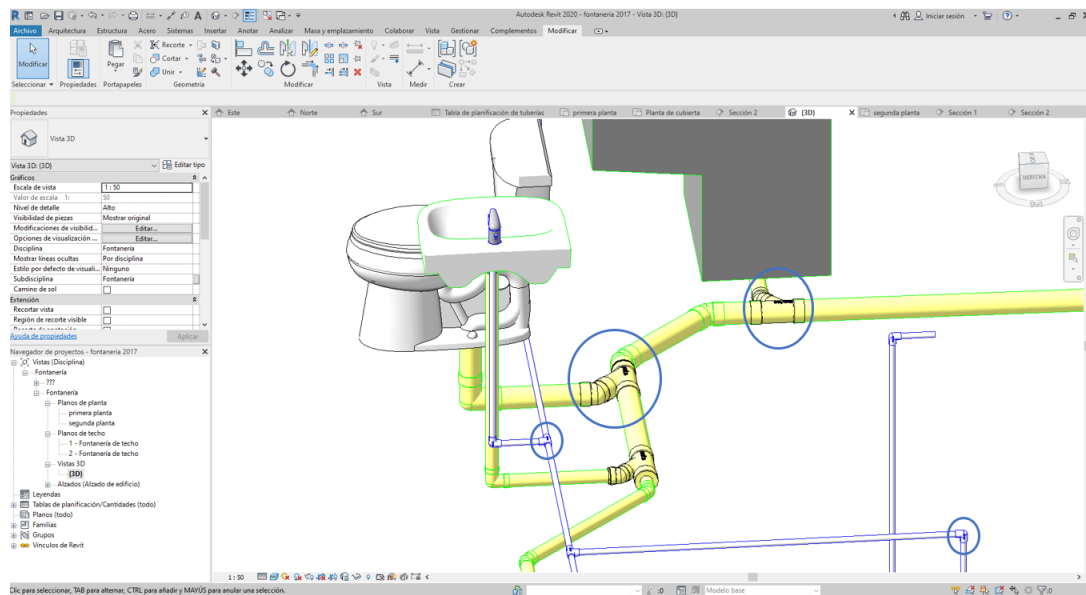 Autodesk Revit 2020 - fontaneria 2017 - Vista 3D: {3D}
Iniciar sesión
Archivo Arquitectura Estructura Acero Sistemas Insertar Anotar Analizar Masa y emplazamiento Colaborar Vista Gestionar Complementos Modificar
Modificar
Pegar
Recorte
Cortar
Unir
Seleccionar Propiedades Portapapeles Geometría Modificar Vista Medir Crear
Propiedades
Este Norte Sur Tabla de planificación de tuberías primera planta Planta de cubierta Sección 2 {3D} segunda planta Sección 1 Sección 2
Vista 3D
Vista 3D: {3D} Editar tipo
Gráficos
Escala de vista 1 : 50
Valor de escala 1: 50
Nivel de detalle Alto
Visibilidad de piezas Mostrar original
Modificaciones de visibilid... Editar...
Opciones de visualización ... Editar...
Disciplina Fontanería
Mostrar líneas ocultas Por disciplina
Estilo por defecto de visuali... Ninguno
Subdisciplina Fontanería
Camino de sol
Extensión
Recortar vista
Región de recorte visible
Ayuda de propiedades Aplicar
Navegador de proyectos - fontaneria 2017
Vistas (Disciplina)
Fontanería
???
Fontanería
Planos de planta
primera planta
segunda planta
Planos de techo
1 - Fontanería de techo
2 - Fontanería de techo
Vistas 3D
{3D}
Alzados (Alzado de edificio)
Leyendas
Tablas de planificación/Cantidades (todo)
Planos (todo)
Familias
Grupos
Vínculos de Revit
DERECHA
1 : 50
Clic para seleccionar, TAB para alternar, CTRL para añadir y MAYÚS para anular una selección.
:0
Modelo base
:0